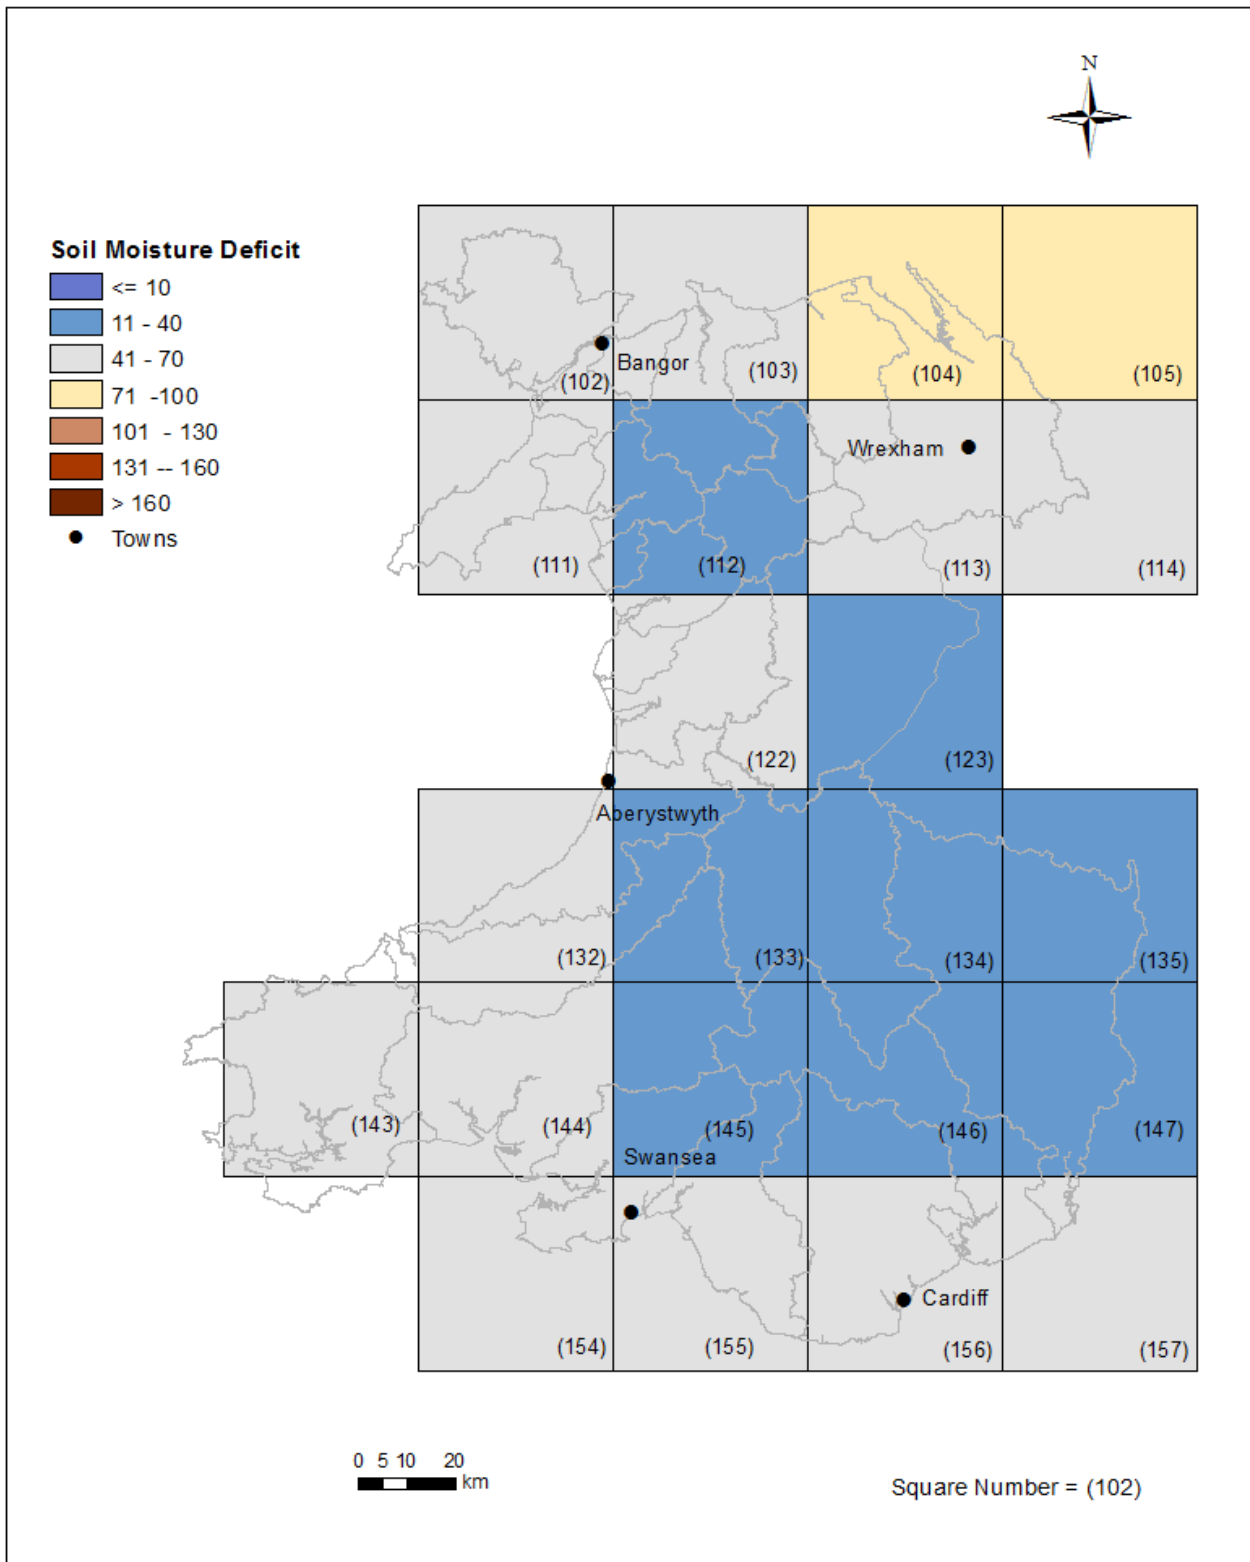 N
Soil Moisture Deficit
<= 10
11 - 40
41 - 70
71 -100
101 - 130
131 -- 160
> 160
Towns
Bangor
(102)
(103)
(104)
(105)
Wrexham
(111)
(112)
(113)
(114)
(122)
(123)
Aberystwyth
(132)
(133)
(134)
(135)
(143)
(144)
(145)
(146)
(147)
Swansea
Cardiff
(154)
(155)
(156)
(157)
0 5 10 20
km
Square Number = (102)